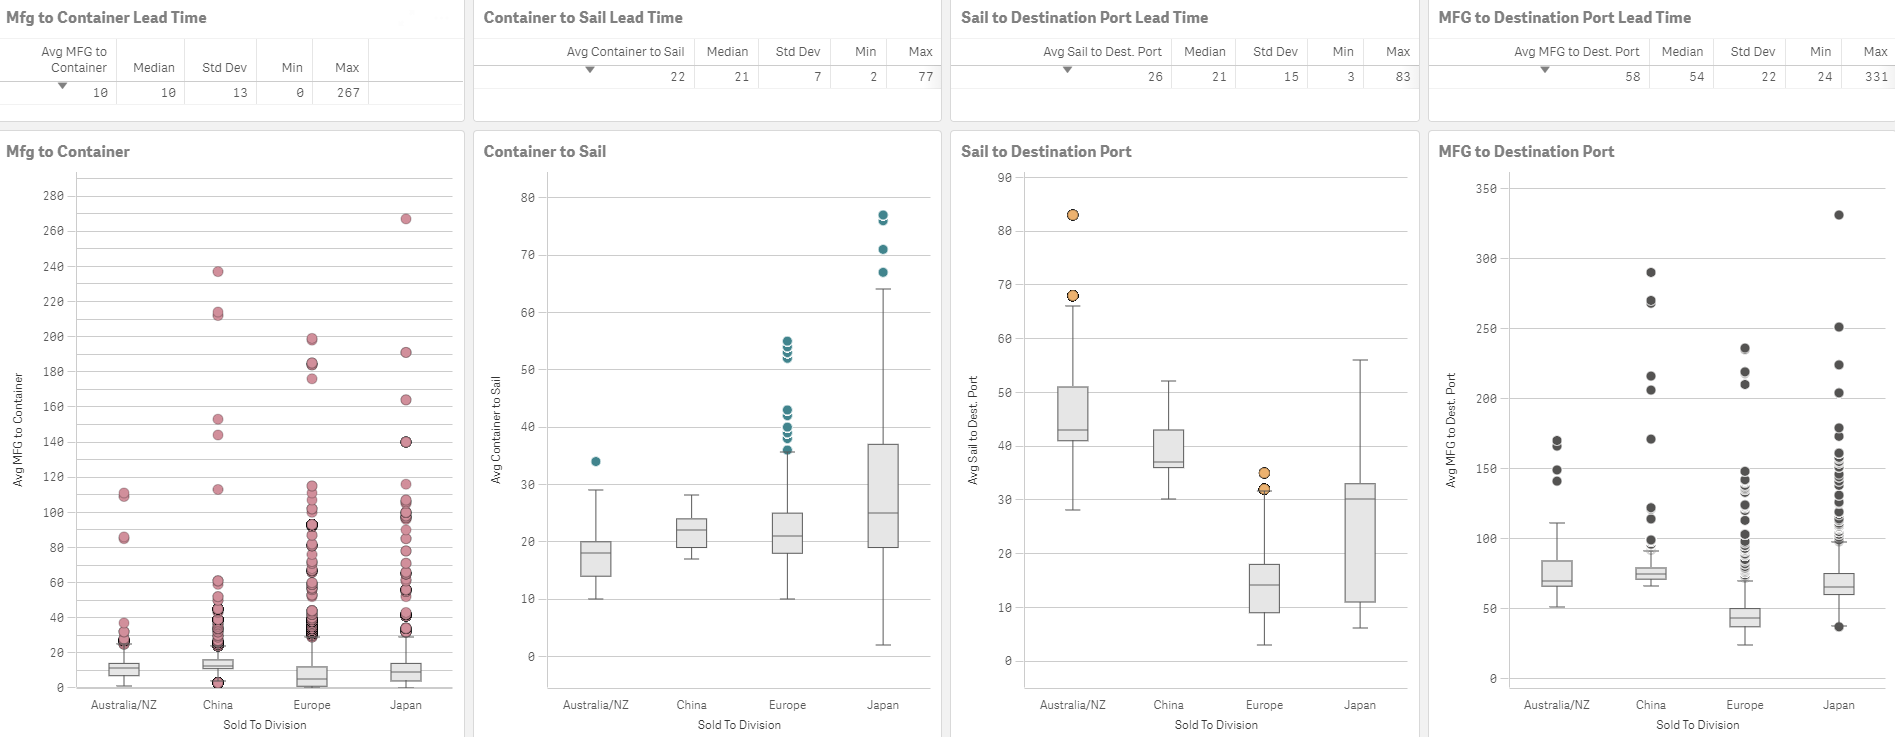 Mfg to Container Lead Time
Avg MFG to
Container Median Std Dev Min Max
10 10 13 0 267
Container to Sail Lead Time
Avg Container to Sail Median Std Dev Min Max
22 21 7 2 77
Sail to Destination Port Lead Time
Avg Sail to Dest. Port Median Std Dev Min Max
26 21 15 3 83
MFG to Destination Port Lead Time
Avg MFG to Dest. Port Median Std Dev Min Max
58 54 22 24 331
Mfg to Container
Avg MFG to Container
280
260
240
220
200
180
160
140
120
100
80
60
40
20
0
Australia/NZ China Europe Japan
Sold To Division
Container to Sail
Avg Container to Sail
80
70
60
50
40
30
20
10
0
Australia/NZ China Europe Japan
Sold To Division
Sail to Destination Port
Avg Sail to Dest. Port
90
80
70
60
50
40
30
20
10
0
Australia/NZ China Europe Japan
Sold To Division
MFG to Destination Port
Avg MFG to Dest. Port
350
300
250
200
150
100
50
0
Australia/NZ China Europe Japan
Sold To Division